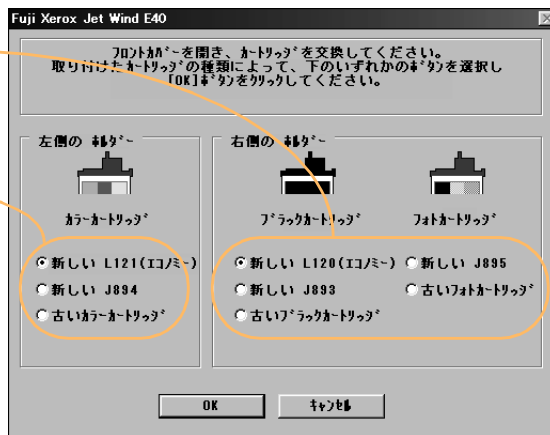 Fuji Xerox Jet Wind E40
ﾌﾛﾝﾄｶﾊﾞｰを開き、ｶｰﾄﾘｯｼﾞを交換してください。
取り付けたｶｰﾄﾘｯｼﾞの種類によって、下のいずれかのﾎﾞﾀﾝを選択し
「OK」ﾎﾞﾀﾝをｸﾘｯｸしてください。
左側の ﾎﾙﾀﾞｰ
右側の ﾎﾙﾀﾞｰ
ｶﾗｰｶｰﾄﾘｯｼﾞ
ﾌﾞﾗｯｸｶｰﾄﾘｯｼﾞ
ﾌｫﾄｶｰﾄﾘｯｼﾞ
新しい L121(ｴｺﾉﾐｰ)
新しい J894
古いｶﾗｰｶｰﾄﾘｯｼﾞ
新しい L120(ｴｺﾉﾐｰ)
新しい J893
古いﾌﾞﾗｯｸｶｰﾄﾘｯｼﾞ
新しい J895
古いﾌｫﾄｶｰﾄﾘｯｼﾞ
OK
ｷｬﾝｾﾙ